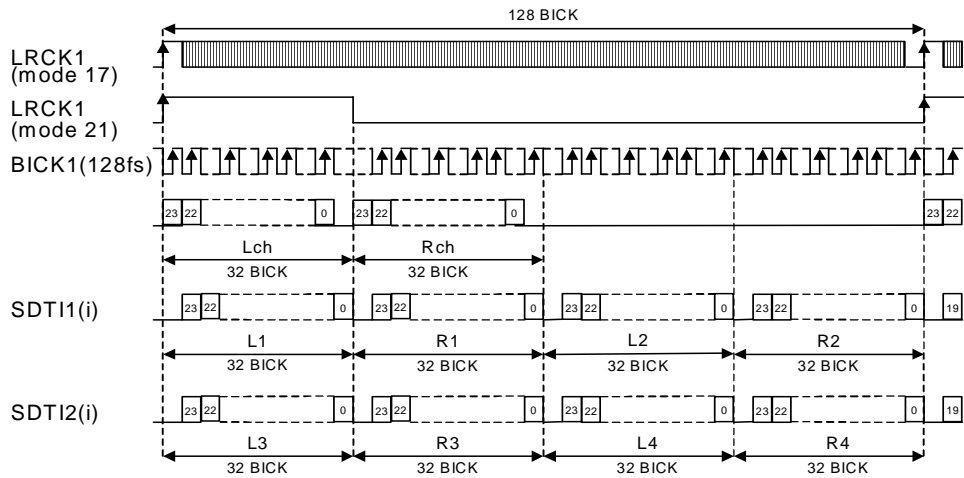 128 BICK
LRCK1
(mode 17)
LRCK1
(mode 21)
BICK1(128fs)
23 22 0 23 22 0 23 22
Lch Rch
32 BICK 32 BICK
SDTI1(i)
23 22 0 23 22 0 23 22 0 23 22 0 19
L1 R1 L2 R2
32 BICK 32 BICK 32 BICK 32 BICK
SDTI2(i)
23 22 0 23 22 0 23 22 0 23 22 0 19
L3 R3 L4 R4
32 BICK 32 BICK 32 BICK 32 BICK